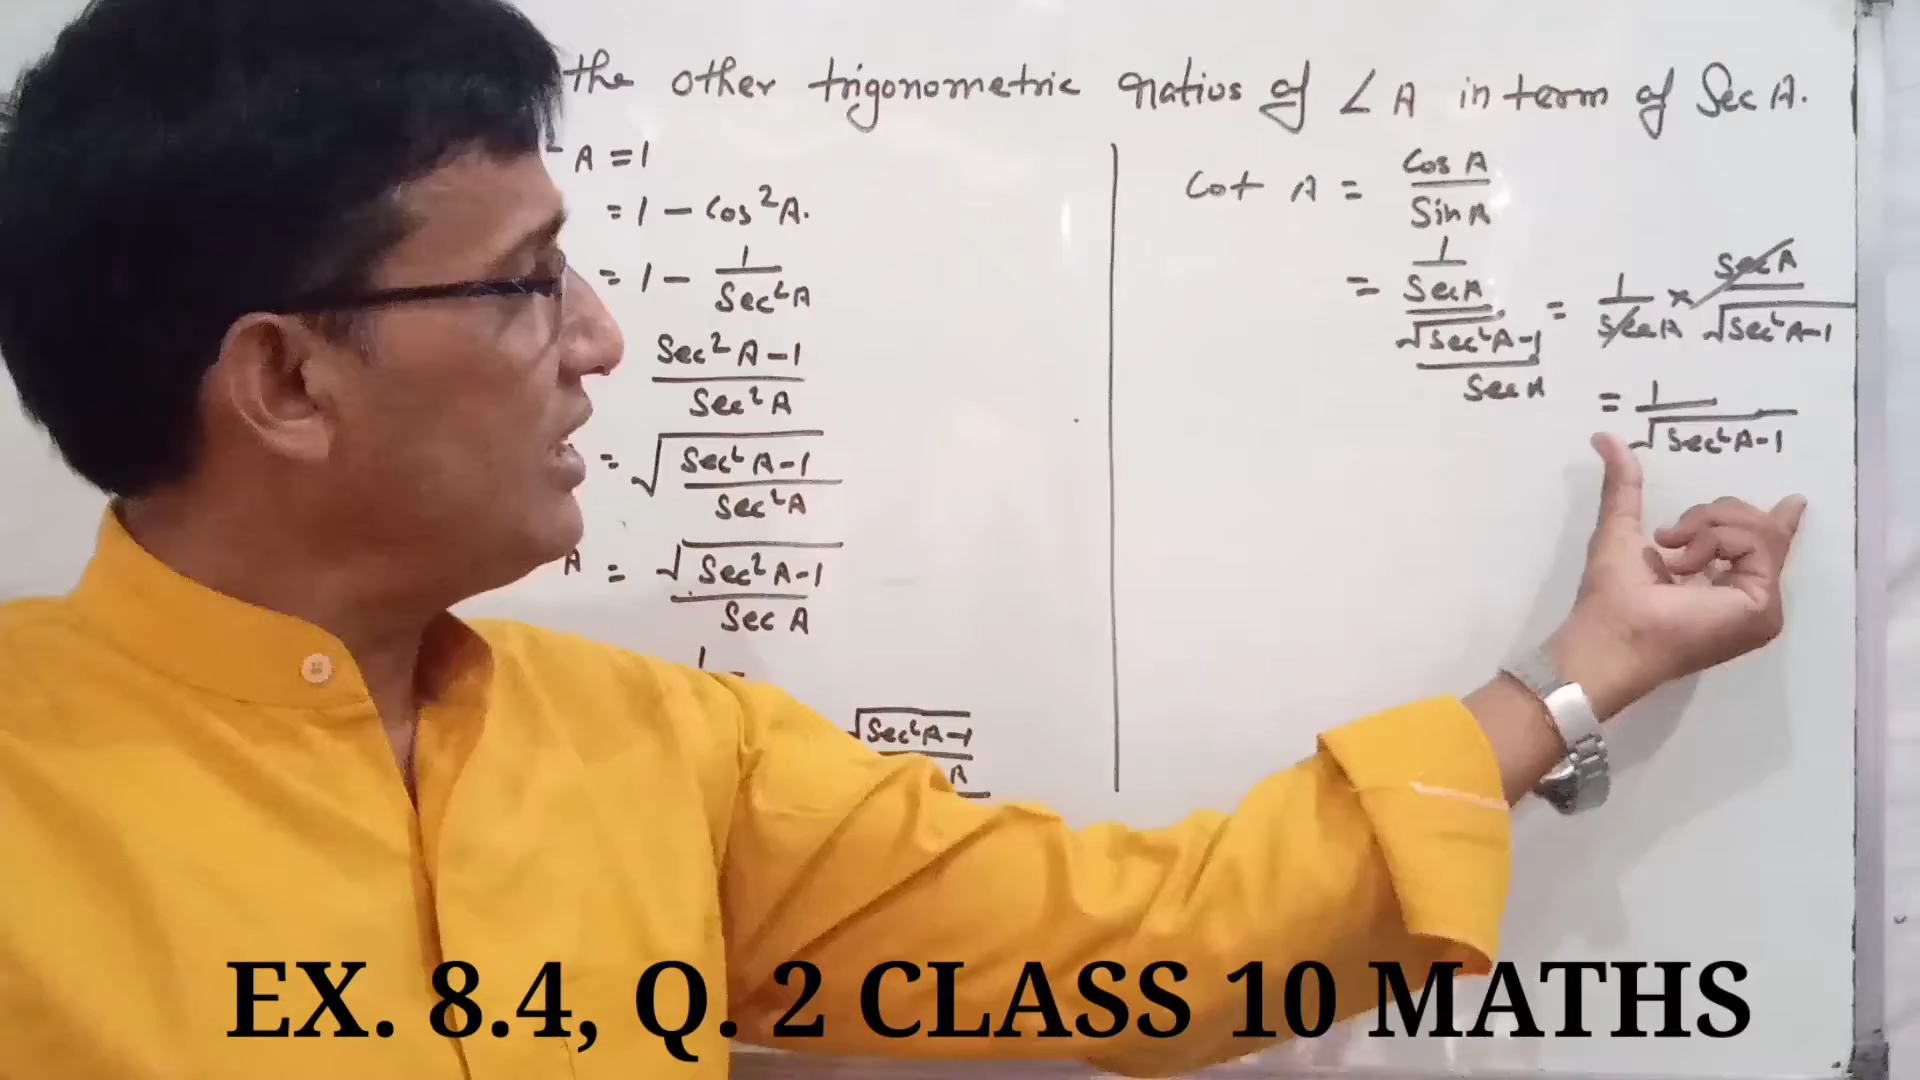 the other trigonometric ratios of ∠A in term of Sec A.
² A = 1
= 1 - Cos²A.
= 1 - 1/Sec²A
Sec²A-1/Sec²A
= √(Sec²A-1/Sec²A)
A = √(Sec²A-1)/Sec A
1
√(Sec²A-1)
A
Cot A = Cos A/Sin A
= (1/Sec A)/(√(Sec²A-1)/Sec A) = 1/Sec A × Sec A/√(Sec²A-1)
= 1/√(Sec²A-1)
EX. 8.4, Q. 2 CLASS 10 MATHS